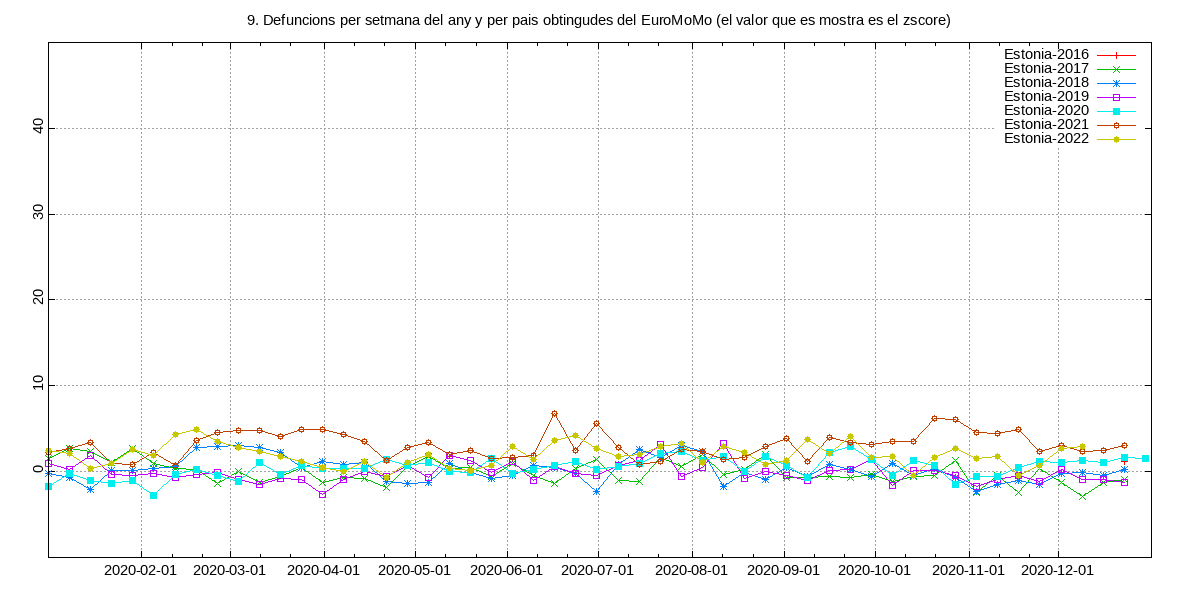 9. Defuncions per setmana del any y per pais obtingudes del EuroMoMo (el valor que es mostra es el zscore)
Estonia-2016
Estonia-2017
Estonia-2018
Estonia-2019
Estonia-2020
Estonia-2021
Estonia-2022
40
30
20
10
0
2020-02-01 2020-03-01 2020-04-01 2020-05-01 2020-06-01 2020-07-01 2020-08-01 2020-09-01 2020-10-01 2020-11-01 2020-12-01